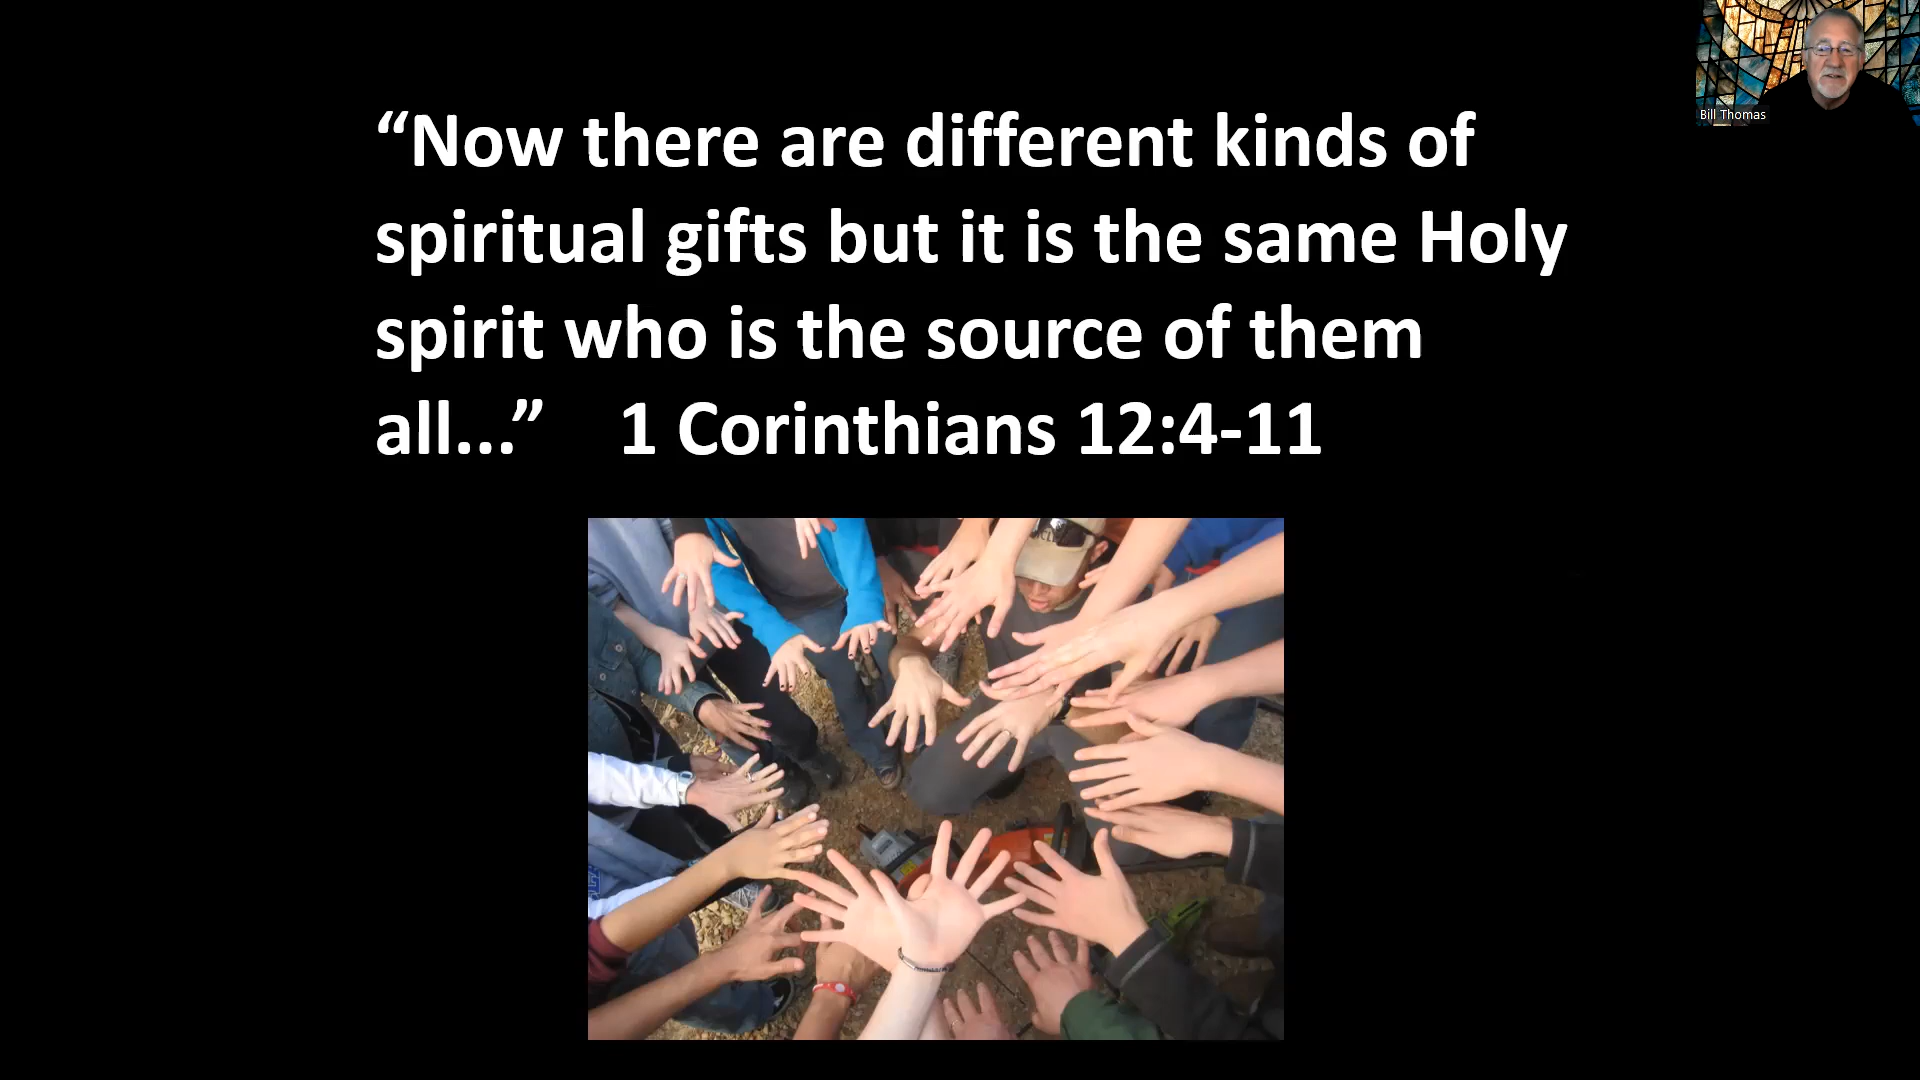 “Now there are different kinds of
spiritual gifts but it is the same Holy
spirit who is the source of them
all...” 1 Corinthians 12:4-11
Bill Thomas